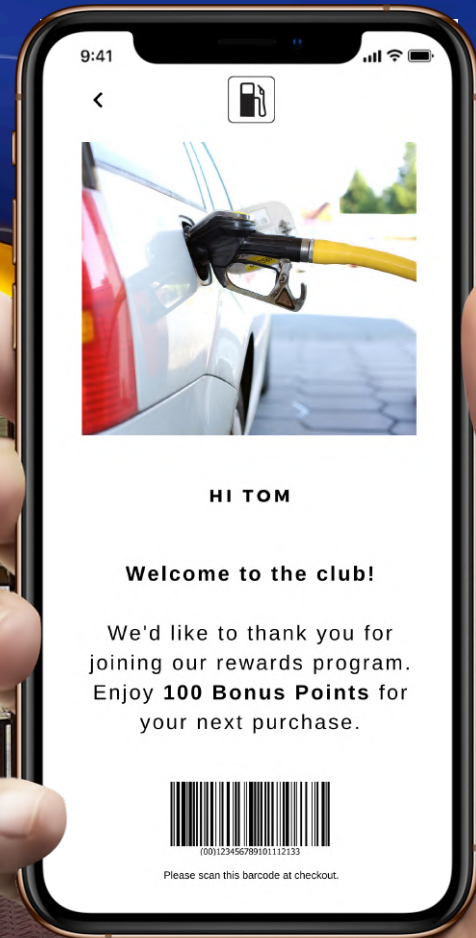 9:41
HI TOM
Welcome to the club!
We'd like to thank you for
joining our rewards program.
Enjoy 100 Bonus Points for
your next purchase.
(00)123456789101112133
Please scan this barcode at checkout.